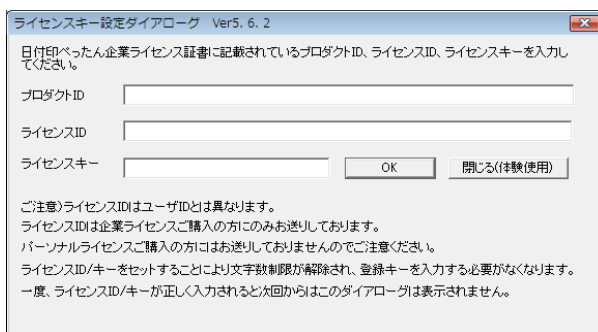 ライセンスキー設定ダイアローグ Ver5.6.2
日付印ぺったん企業ライセンス証書に記載されているプロダクトID、ライセンスID、ライセンスキーを入力し
てください。
プロダクトID
ライセンスID
ライセンスキー OK 閉じる(体験使用)
ご注意)ライセンスIDはユーザIDとは異なります。
ライセンスIDは企業ライセンスご購入の方にのみお送りしております。
パーソナルライセンスご購入の方にはお送りしておりませんのでご注意ください。
ライセンスID/キーをセットすることにより文字数制限が解除され、登録キーを入力する必要がなくなります。
一度、ライセンスID/キーが正しく入力されると次回からはこのダイアローグは表示されません。